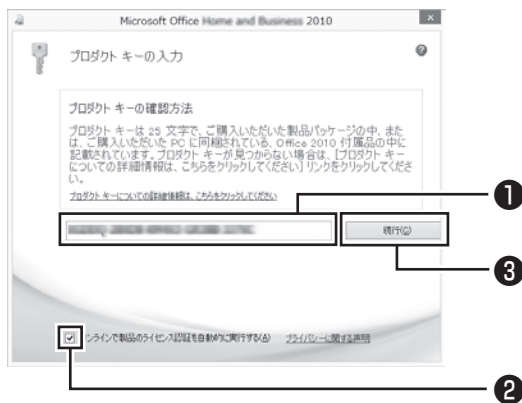 Microsoft Office Home and Business 2010
プロダクト キーの入力
プロダクト キーの確認方法
プロダクト キーは 25 文字で、ご購入いただいた製品パッケージの中、また
は、ご購入いただいた PC に同梱されている、Office 2010 付属品の中に
記載されています。プロダクト キーが見つからない場合は、[プロダクト キー
についての詳細情報は、こちらをクリックしてください] リンクをクリックしてくださ
い。
プロダクト キーについての詳細情報は、こちらをクリックしてください
❶
続行(C)
❸
ンラインで製品のライセンス認証を自動的に実行する(A) プライバシーに関する声明
❷